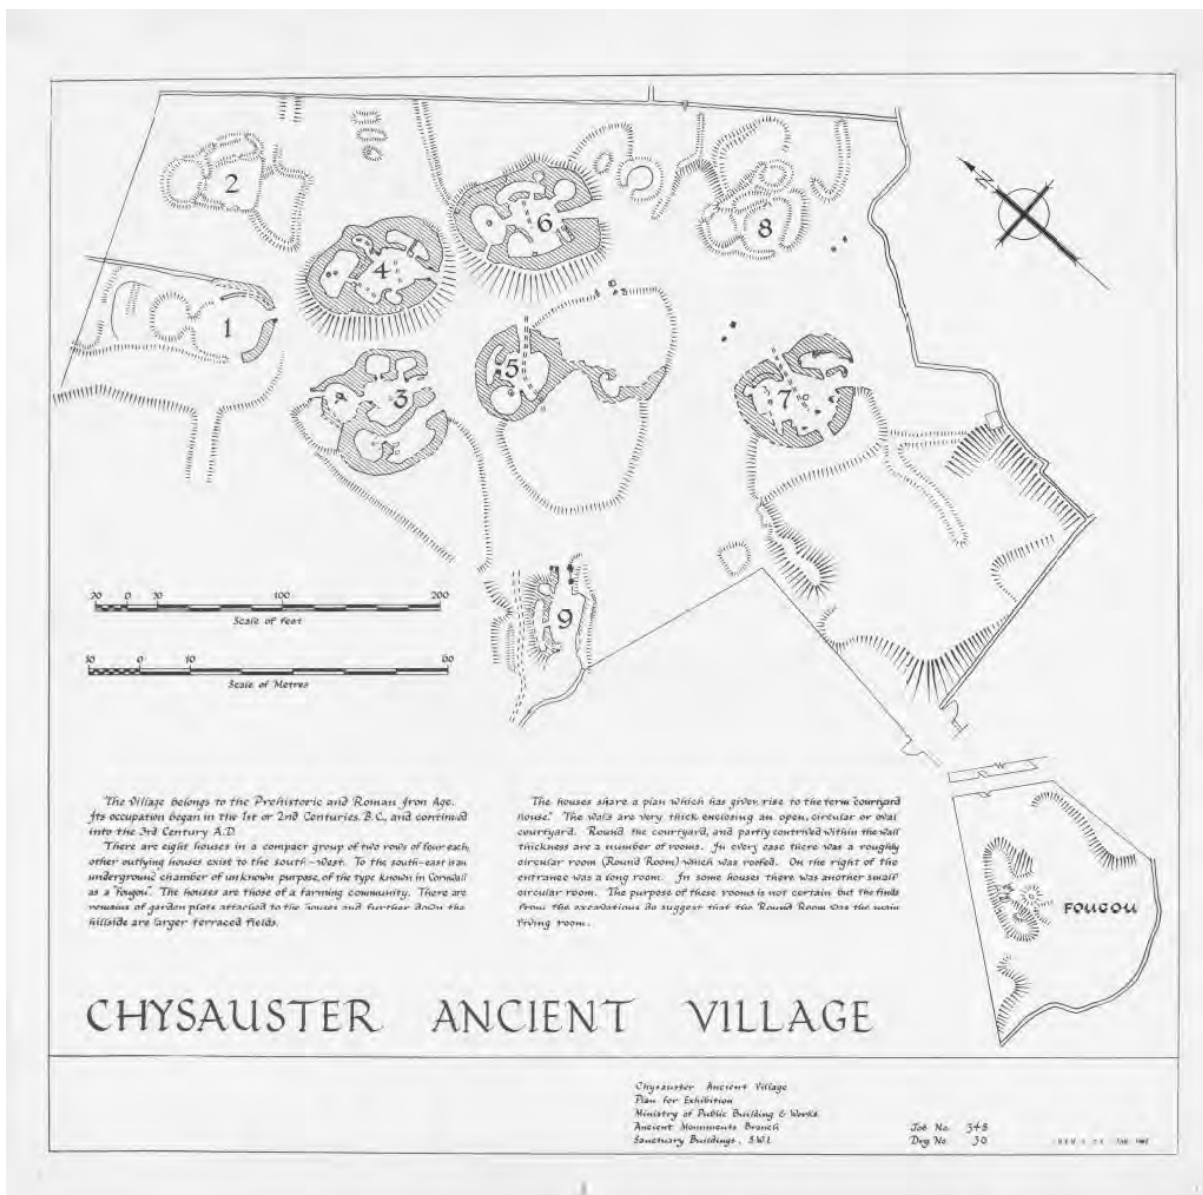 2
6
8
N
4
1
5
3
7
20 0 20 100 200
Scale of Feet
9
10 0 10 60
Scale of Metres
The Village belongs to the Prehistoric and Roman Iron Age.
Its occupation began in the 1st or 2nd Centuries. B.C., and continued
into the 3rd Century A.D.
There are eight houses in a compact group of two rows of four each,
other outlying houses exist to the south-west. To the south-east is an
underground chamber of unknown purpose, of the type known in Cornwall
as a "fougou". The houses are those of a farming community. There are
remains of garden plots attached to the houses and further down the
hillside are larger terraced fields.
The houses share a plan which has given rise to the term "courtyard
house." The walls are very thick enclosing an open, circular or oval
courtyard. Round the courtyard, and partly contrived within the wall
thickness are a number of rooms. In every case there was a roughly
circular room (Round Room) which was roofed. On the right of the
entrance was a long room. In some houses there was another small
circular room. The purpose of these rooms is not certain but the finds
from the excavations do suggest that the Round Room was the main
living room.
FOUGOU
CHYSAUSTER ANCIENT VILLAGE
Chysauster Ancient Village
Plan for Exhibition
Ministry of Public Building & Works
Ancient Monuments Branch
Sanctuary Buildings, S.W.1.
Job No. 348
Drg. No. 30